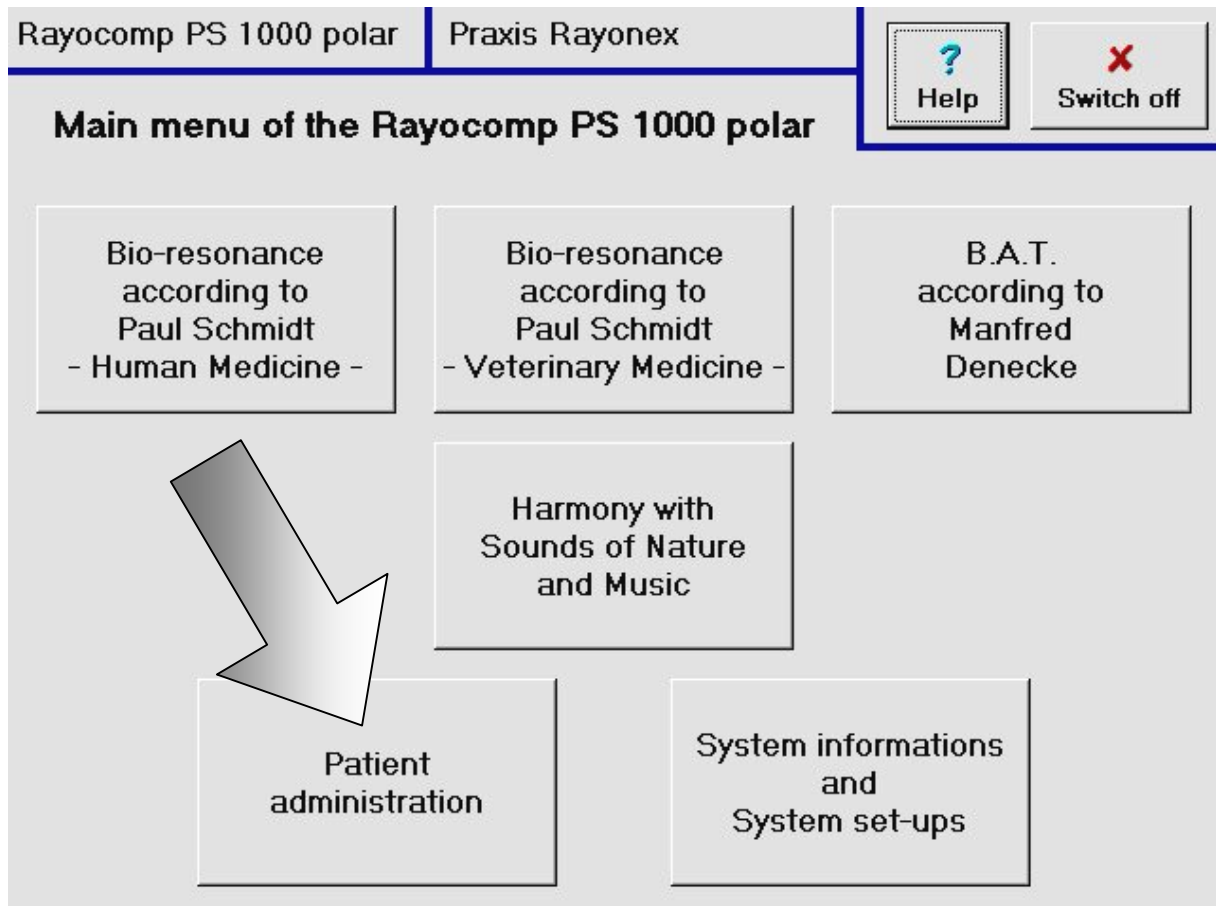 Rayocomp PS 1000 polar
Praxis Rayonex
?
Help
Switch off
Main menu of the Rayocomp PS 1000 polar
Bio-resonance
according to
Paul Schmidt
- Human Medicine -
Bio-resonance
according to
Paul Schmidt
- Veterinary Medicine -
B.A.T.
according to
Manfred
Denecke
Harmony with
Sounds of Nature
and Music
Patient
administration
System informations
and
System set-ups